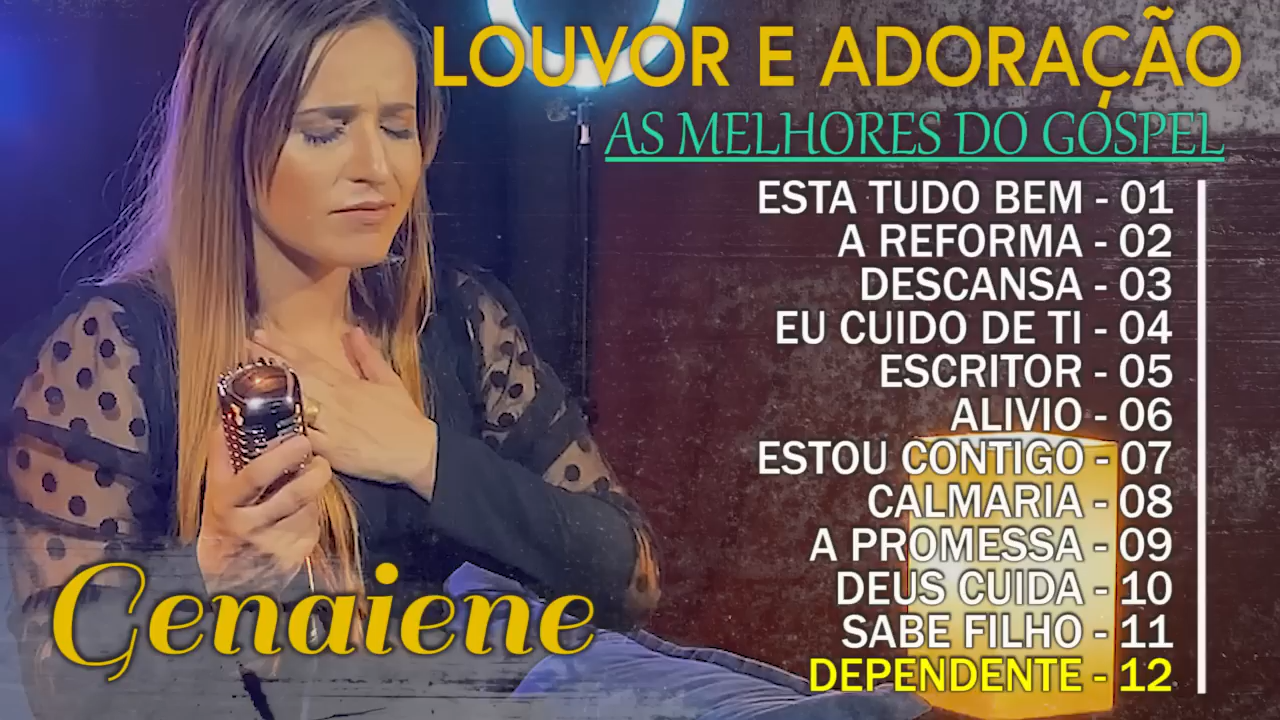 LOUVOR E ADORAÇÃO
AS MELHORES DO GOSPEL
ESTA TUDO BEM - 01
A REFORMA - 02
DESCANSA - 03
EU CUIDO DE TI - 04
ESCRITOR - 05
ALIVIO - 06
ESTOU CONTIGO - 07
CALMARIA - 08
A PROMESSA - 09
DEUS CUIDA - 10
SABE FILHO - 11
DEPENDENTE - 12
Genaiene